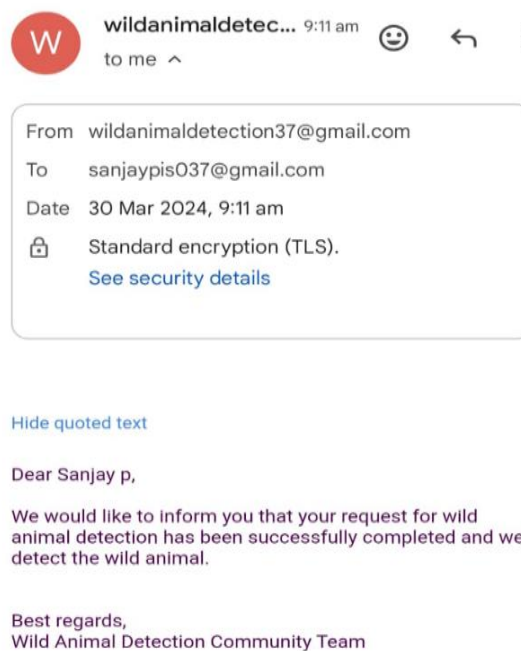 W
wildanimaldetec... 9:11 am
to me
From wildanimaldetection37@gmail.com
To sanjaypis037@gmail.com
Date 30 Mar 2024, 9:11 am
Standard encryption (TLS).
See security details
Hide quoted text
Dear Sanjay p,
We would like to inform you that your request for wild
animal detection has been successfully completed and we
detect the wild animal.
Best regards,
Wild Animal Detection Community Team